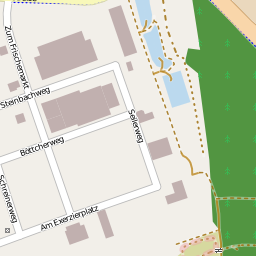 Zum Frischemarkt
Steinbachweg
Seilerweg
Böttcherweg
Schreinerweg
Am Exerzierplatz